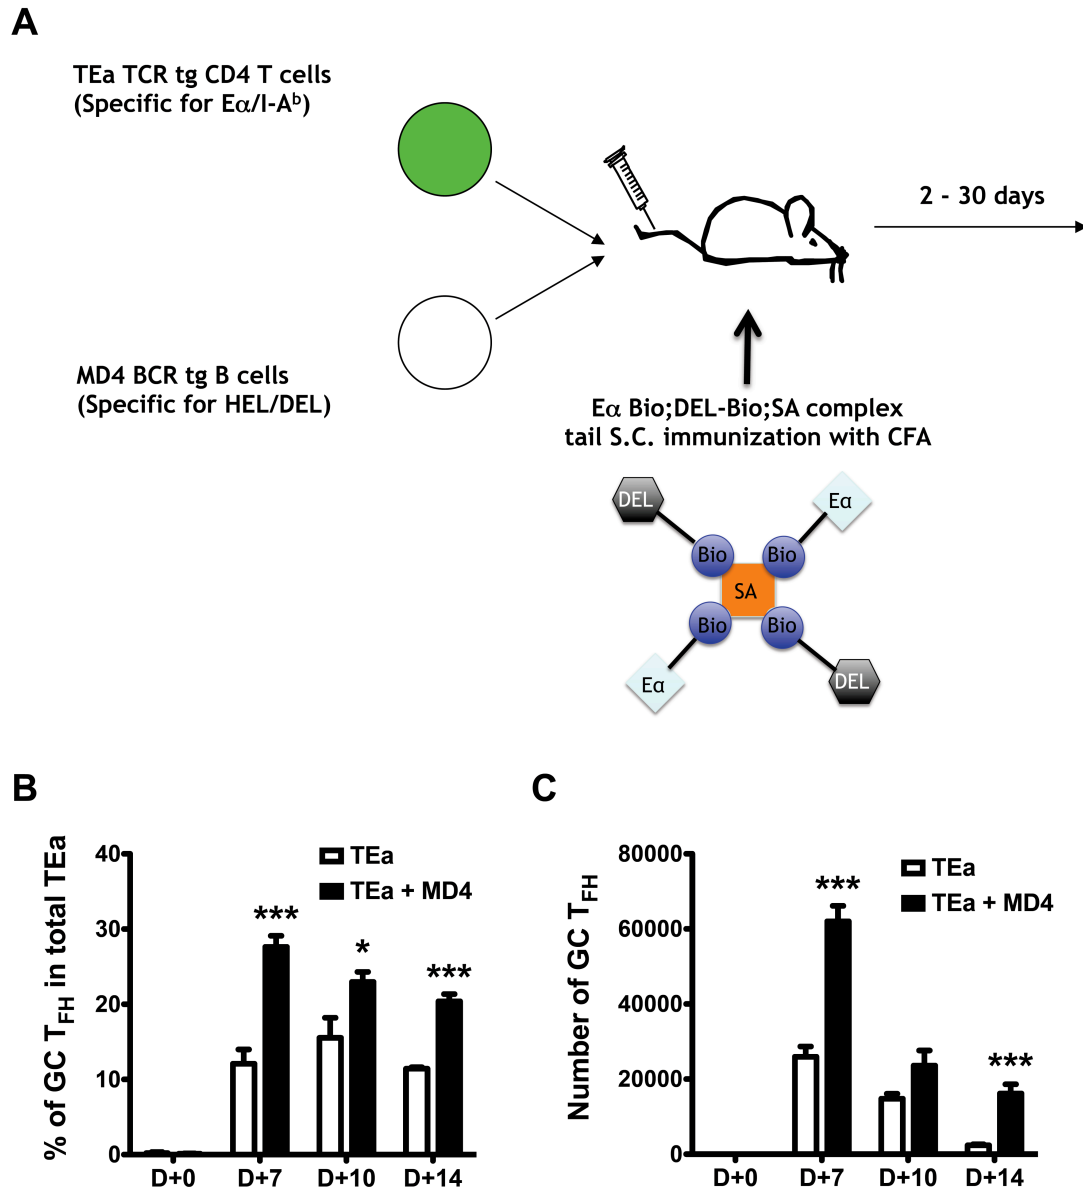 A
TEa TCR tg CD4 T cells
(Specific for Eα/I-Aᵇ)
2 - 30 days
MD4 BCR tg B cells
(Specific for HEL/DEL)
Eα Bio;DEL-Bio;SA complex
tail S.C. immunization with CFA
DEL
Eα
Bio
Bio
SA
Bio
Bio
Eα
DEL
B
% of GC T_FH in total TEa
40
30
20
10
0
TEa
TEa + MD4
***
*
***
D+0
D+7
D+10
D+14
C
Number of GC T_FH
80000
60000
40000
20000
0
TEa
TEa + MD4
***
***
D+0
D+7
D+10
D+14